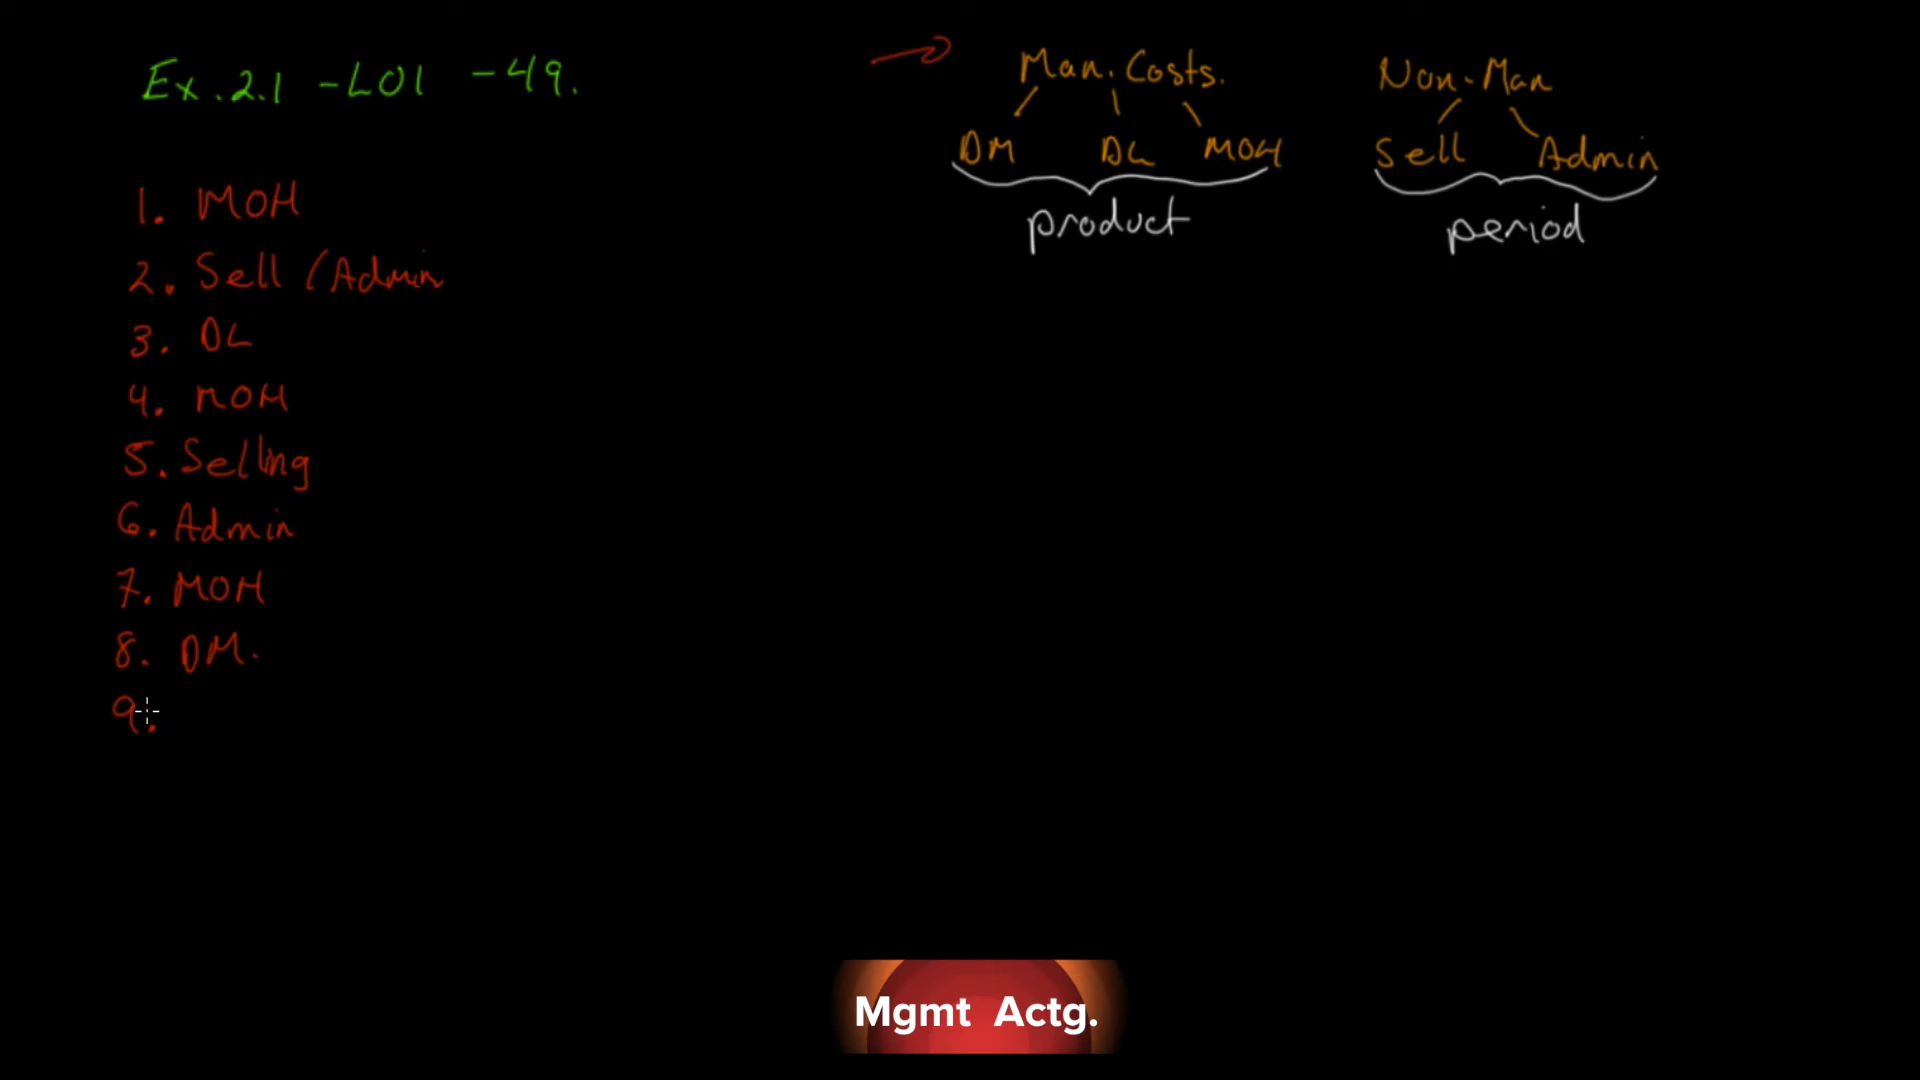 Ex.2.1 -LO1 -49.
1. MOH
2. Sell/Admin
3. DL
4. MOH
5. Selling
6. Admin
7. MOH
8. DM.
9.
Man. Costs.
DM DL MOH
product
Non-Man
Sell Admin
period
Mgmt Actg.